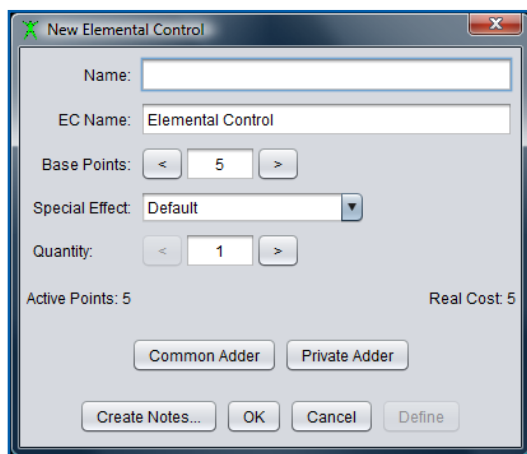 New Elemental Control
Name:
EC Name: Elemental Control
Base Points: < 5 >
Special Effect: Default
Quantity: < 1 >
Active Points: 5 Real Cost: 5
Common Adder Private Adder
Create Notes... OK Cancel Define